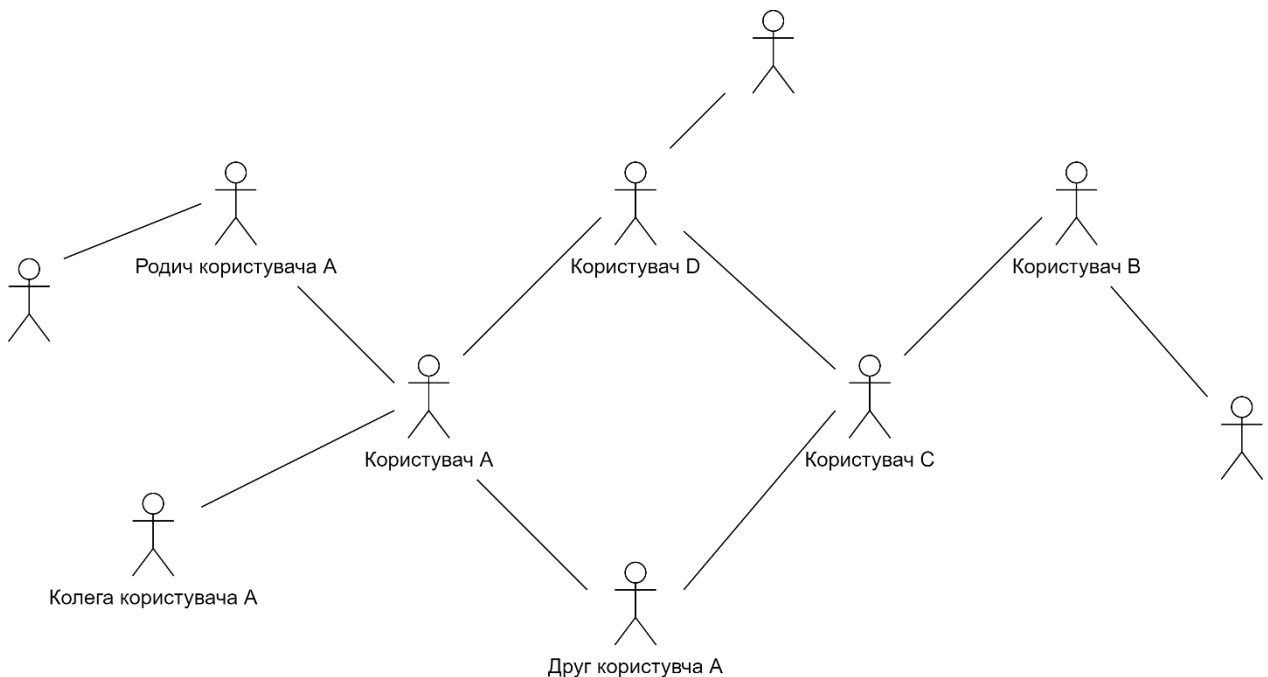 Родич користувача А
Користувач D
Користувач B
Користувач А
Користувач С
Колега користувача А
Друг користувча А